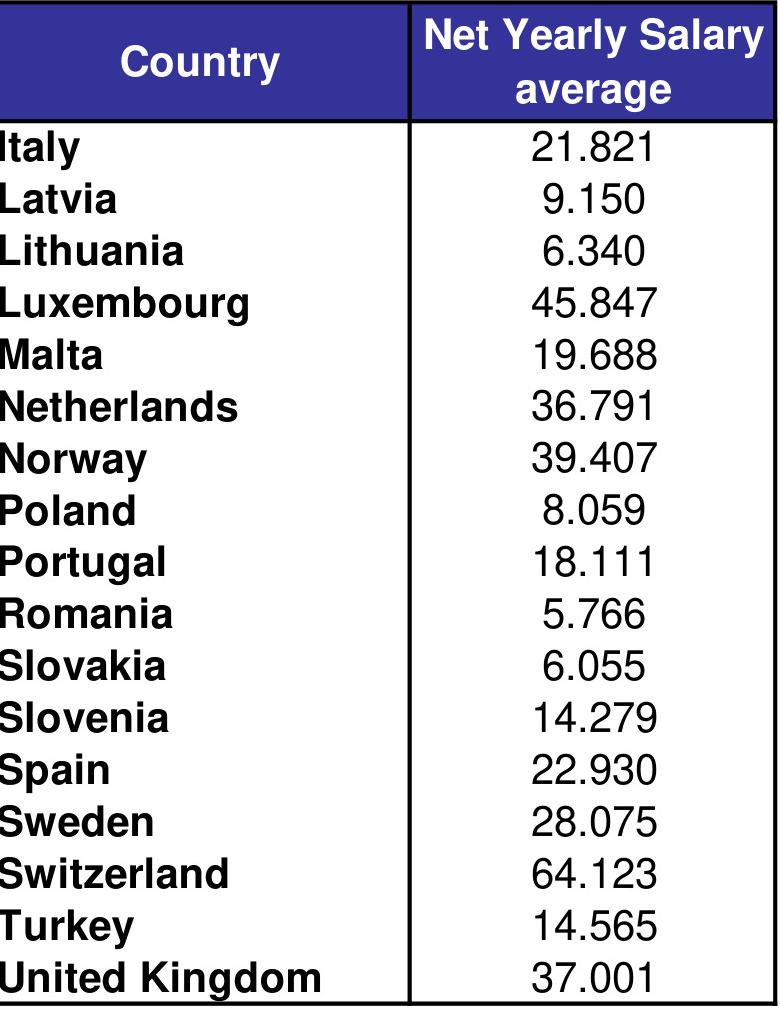 Country Net Yearly Salary average
Italy 21.821
Latvia 9.150
Lithuania 6.340
Luxembourg 45.847
Malta 19.688
Netherlands 36.791
Norway 39.407
Poland 8.059
Portugal 18.111
Romania 5.766
Slovakia 6.055
Slovenia 14.279
Spain 22.930
Sweden 28.075
Switzerland 64.123
Turkey 14.565
United Kingdom 37.001